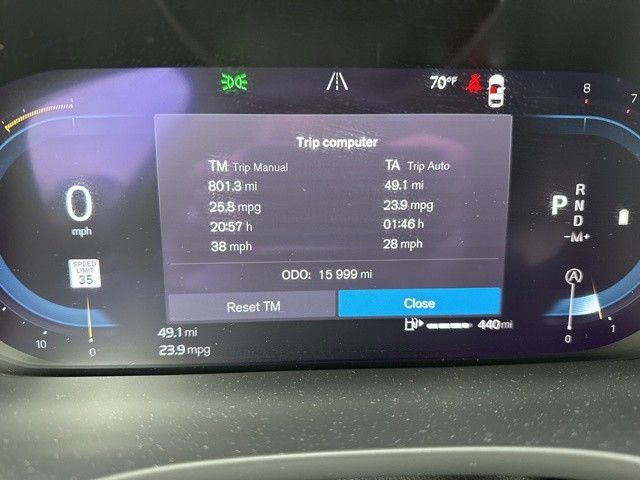 70°F
8
7
Trip computer
TM Trip Manual
TA Trip Auto
801.3 mi
49.1 mi
25.8 mpg
23.9 mpg
20:57 h
01:46 h
38 mph
28 mph
0
mph
P
R
N
D
–M+
SPEED
LIMIT
35
A
ODO: 15 999 mi
Reset TM
Close
49.1 mi
440mi
23.9 mpg
10
0
0
1